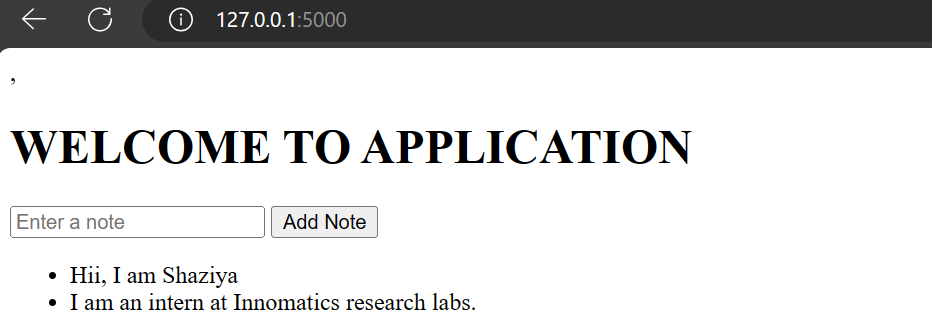 127.0.0.1:5000
,
WELCOME TO APPLICATION
Enter a note Add Note
• Hii, I am Shaziya
• I am an intern at Innomatics research labs.